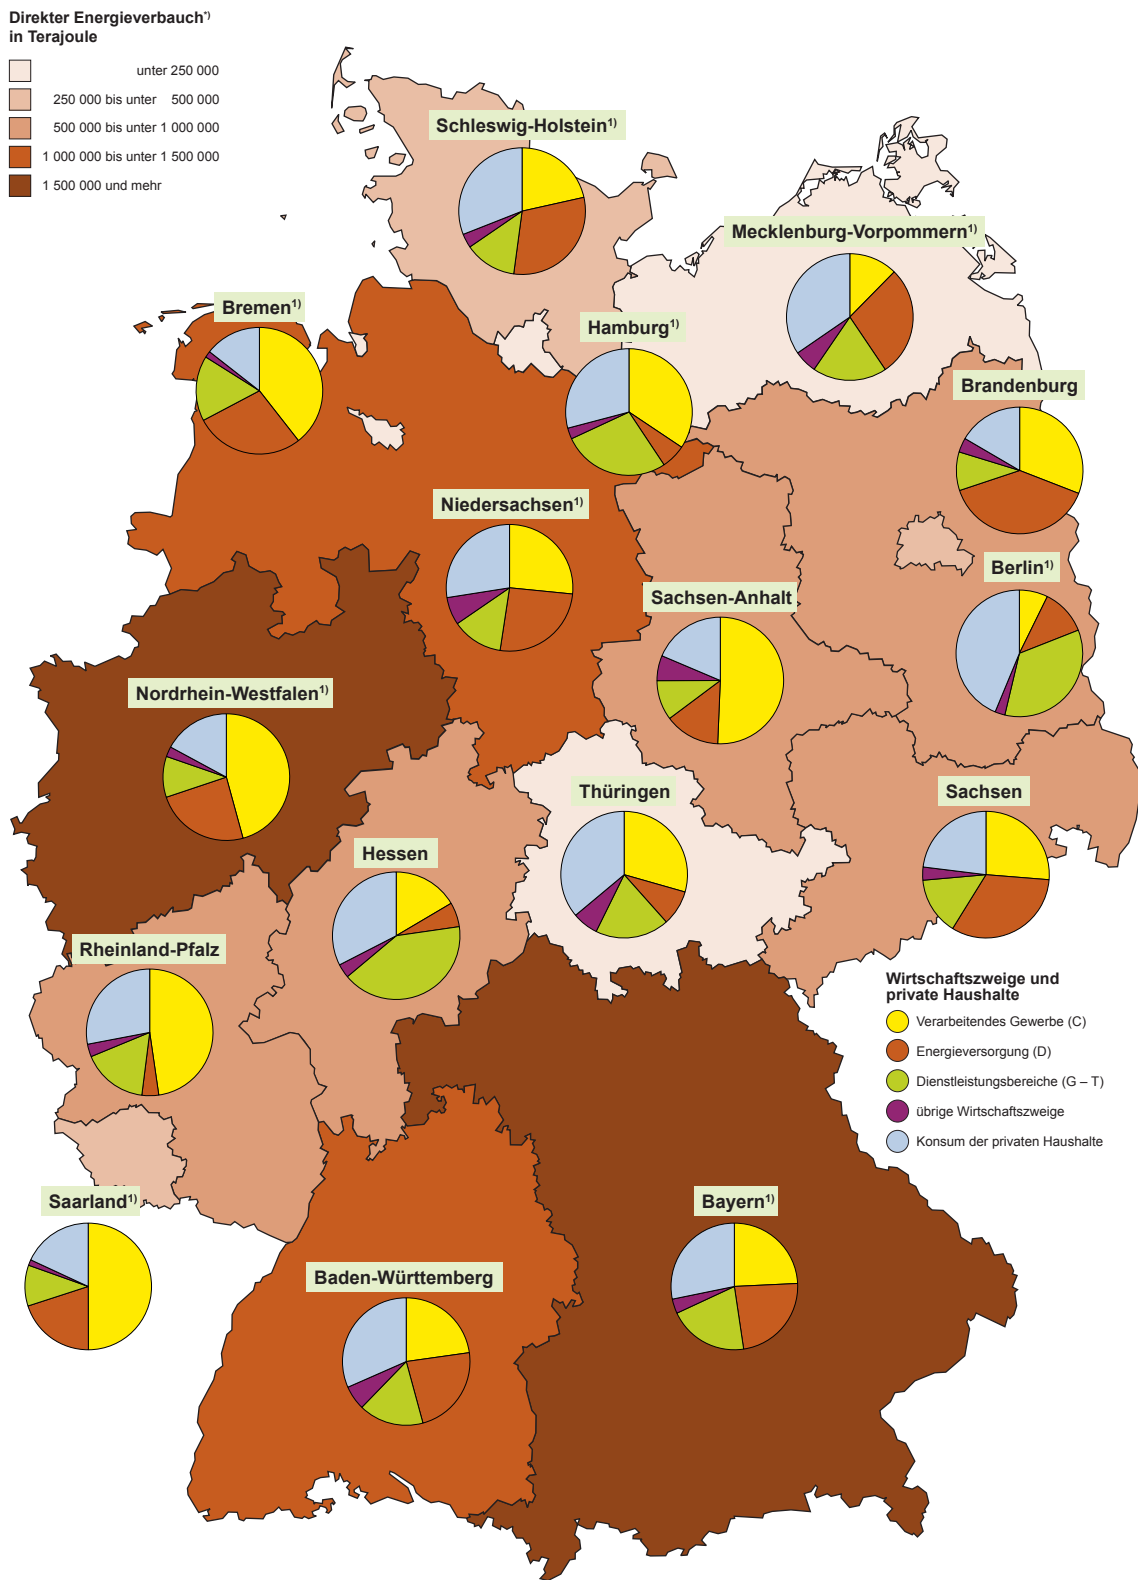 Direkter Energieverbauch*)
in Terajoule
unter 250 000
250 000 bis unter 500 000
500 000 bis unter 1 000 000
1 000 000 bis unter 1 500 000
1 500 000 und mehr
Schleswig-Holstein1)
Mecklenburg-Vorpommern1)
Bremen1)
Hamburg1)
Brandenburg
Niedersachsen1)
Berlin1)
Sachsen-Anhalt
Nordrhein-Westfalen1)
Thüringen
Sachsen
Hessen
Rheinland-Pfalz
Wirtschaftszweige und
private Haushalte
Verarbeitendes Gewerbe (C)
Energieversorgung (D)
Dienstleistungsbereiche (G – T)
übrige Wirtschaftszweige
Konsum der privaten Haushalte
Saarland1)
Bayern1)
Baden-Württemberg